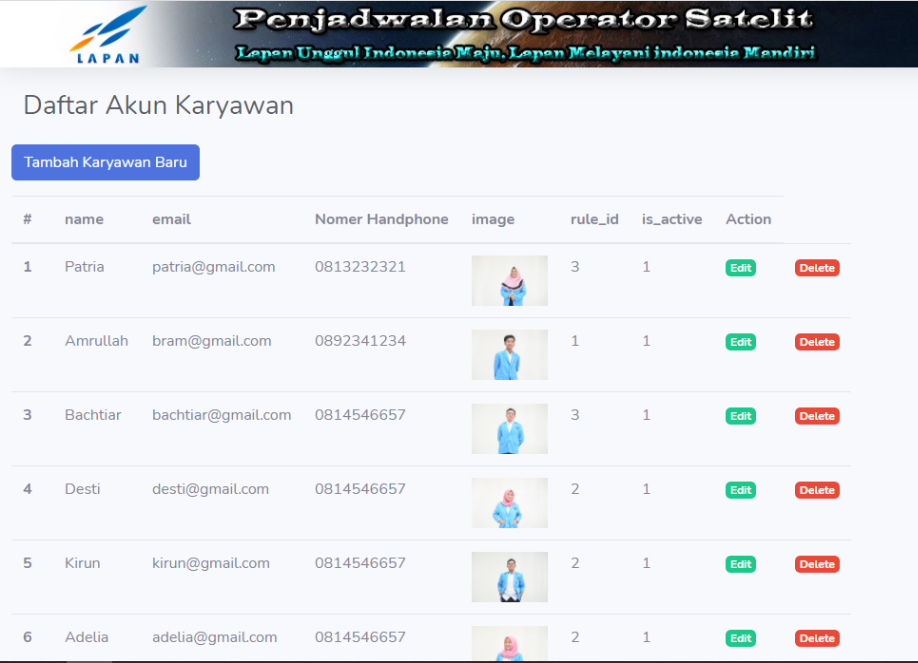 LAPAN
Penjadwalan Operator Satelit
Lapan Unggul Indonesia Maju, Lapan Melayani indonesia Mandiri
Daftar Akun Karyawan
Tambah Karyawan Baru
# name email Nomer Handphone image rule_id is_active Action
1 Patria patria@gmail.com 0813232321 3 1 Edit Delete
2 Amrullah bram@gmail.com 0892341234 1 1 Edit Delete
3 Bachtiar bachtiar@gmail.com 0814546657 3 1 Edit Delete
4 Desti desti@gmail.com 0814546657 2 1 Edit Delete
5 Kirun kirun@gmail.com 0814546657 2 1 Edit Delete
6 Adelia adelia@gmail.com 0814546657 2 1 Edit Delete